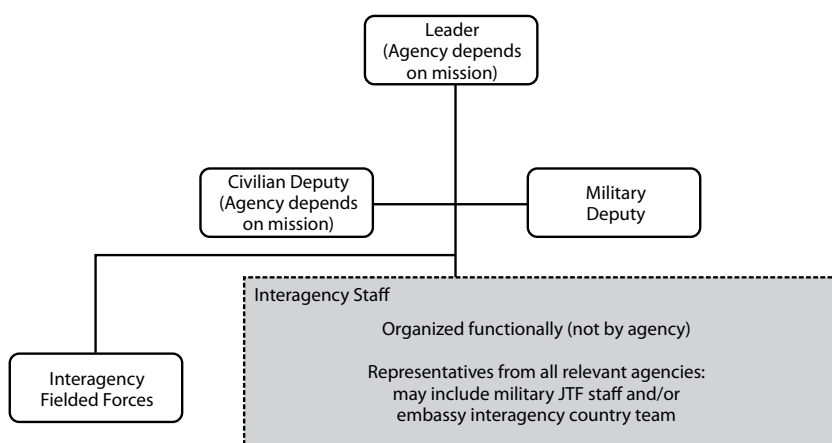 Leader
(Agency depends
on mission)
Civilian Deputy
(Agency depends
on mission)
Military
Deputy
Interagency Staff
Organized functionally (not by agency)
Representatives from all relevant agencies:
may include military JTF staff and/or
embassy interagency country team
Interagency
Fielded Forces